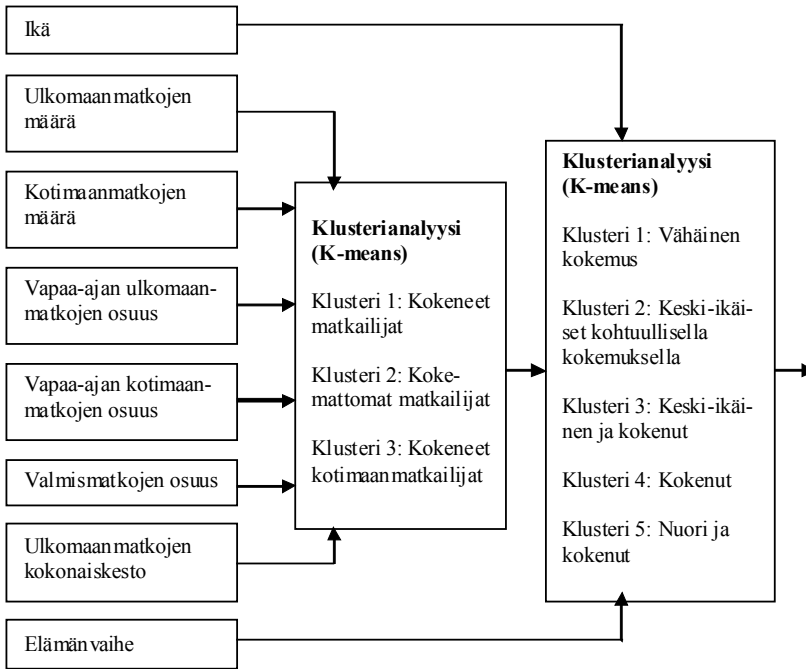 Ikä
Ulkomaanmatkojen
määrä
Kotimaanmatkojen
määrä
Vapaa-ajan ulkomaan-
matkojen osuus
Vapaa-ajan kotimaan-
matkojen osuus
Valmismatkojen osuus
Ulkomaanmatkojen
kokonaiskesto
Elämänvaihe
Klusterianalyysi
(K-means)
Klusteri 1: Kokeneet
matkailijat
Klusteri 2: Koke-
mattomat matkailijat
Klusteri 3: Kokeneet
kotimaanmatkailijat
Klusterianalyysi
(K-means)
Klusteri 1: Vähäinen
kokemus
Klusteri 2: Keski-ikäi-
set kohtuullisella
kokemuksella
Klusteri 3: Keski-ikäi-
nen ja kokenut
Klusteri 4: Kokenut
Klusteri 5: Nuori ja
kokenut